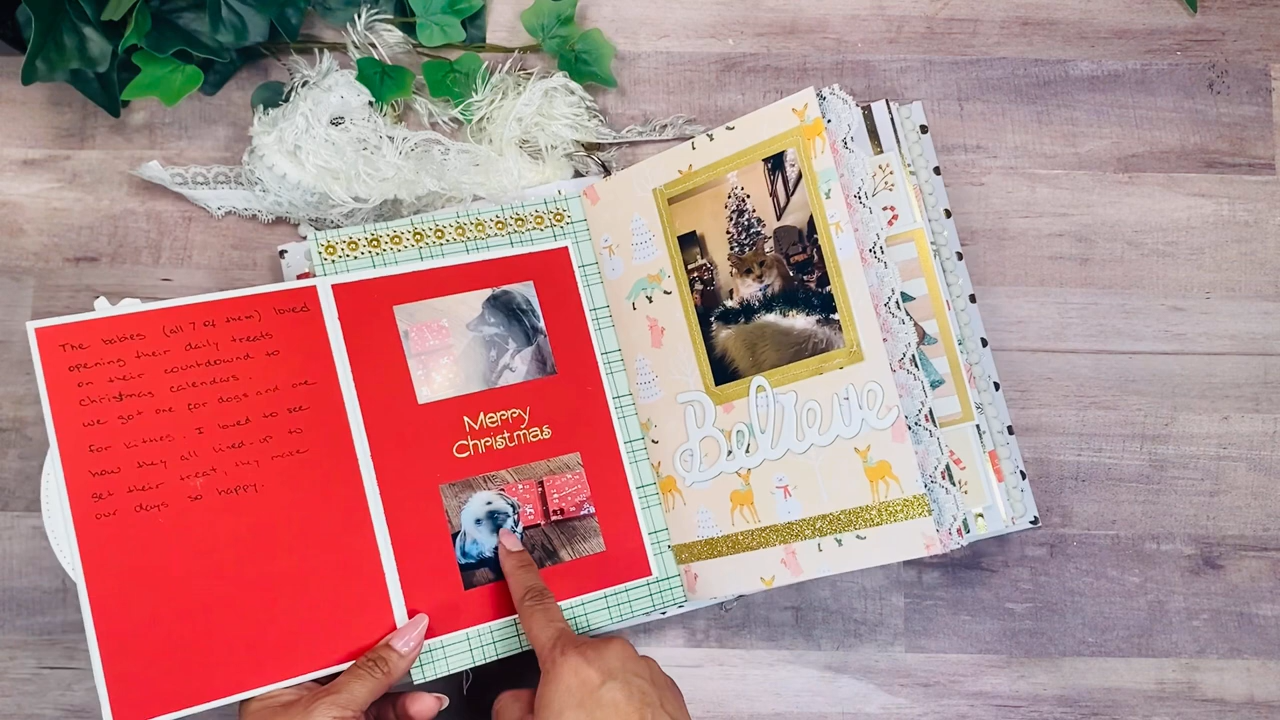 The babies (all 7 of them) loved
opening their daily treats
on their countdownd to
christmas calendars.
we got one for dogs and one
for kitties. I loved to see
how they all lined-up to
get their treat, they make
our days so happy.
Merry
Christmas
Believe